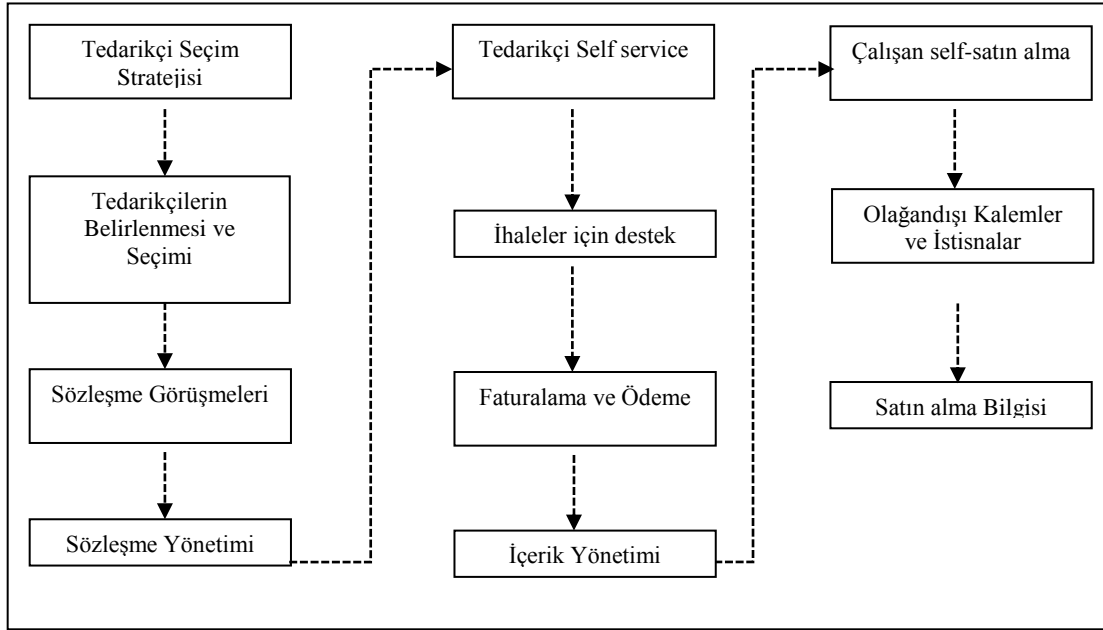 Tedarikçi Seçim
Stratejisi
Tedarikçilerin
Belirlenmesi ve
Seçimi
Sözleşme Görüşmeleri
Sözleşme Yönetimi
Tedarikçi Self service
İhaleler için destek
Faturalama ve Ödeme
İçerik Yönetimi
Çalışan self-satın alma
Olağandışı Kalemler
ve İstisnalar
Satın alma Bilgisi